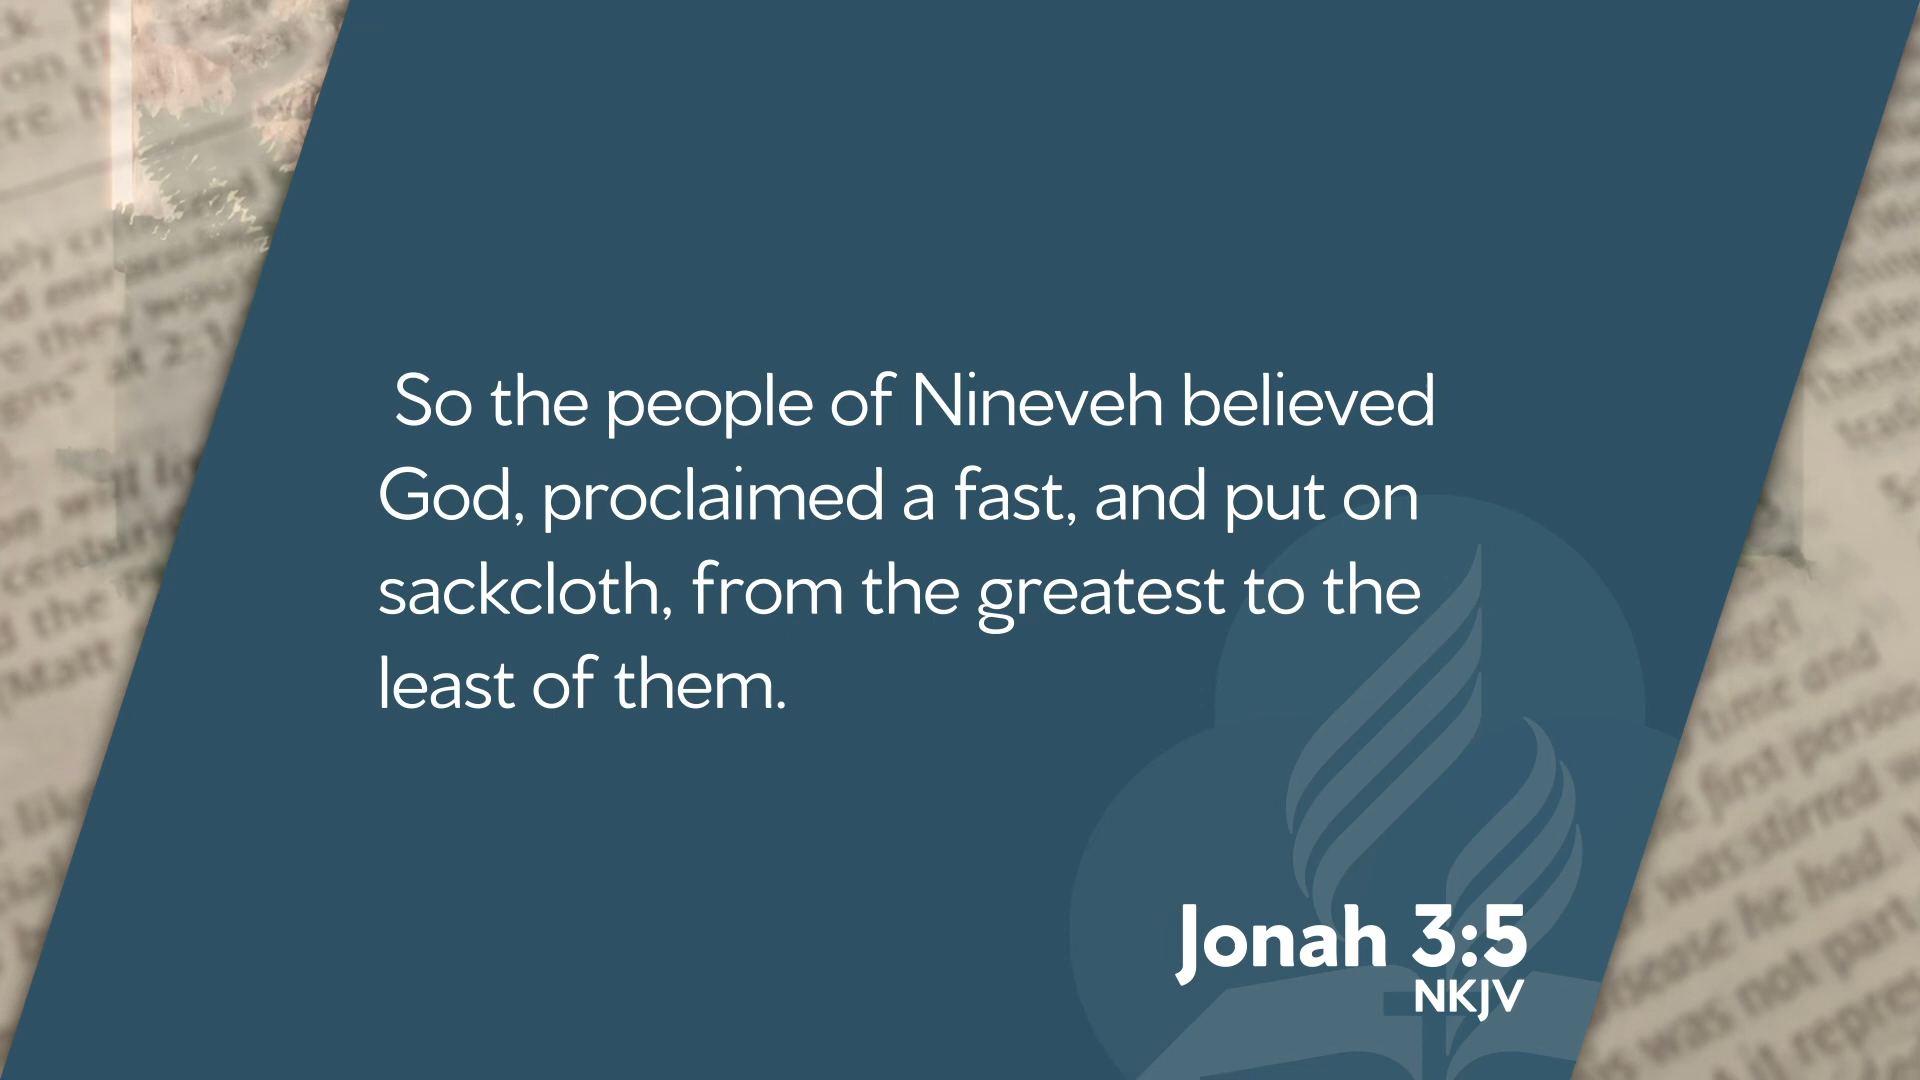 So the people of Nineveh believed
God, proclaimed a fast, and put on
sackcloth, from the greatest to the
least of them.
Jonah 3:5
NKJV